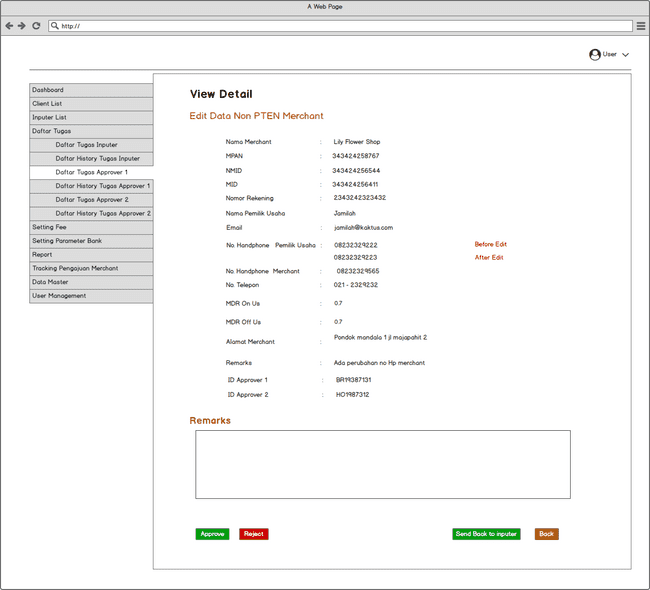 A Web Page
http://
User
Dashboard
Client List
Inputer List
Daftar Tugas
Daftar Tugas Inputer
Daftar History Tugas Inputer
Daftar Tugas Approver 1
Daftar History Tugas Approver 1
Daftar Tugas Approver 2
Daftar History Tugas Approver 2
Setting Fee
Setting Parameter Bank
Report
Tracking Pengajuan Merchant
Data Master
User Management
View Detail
Edit Data Non PTEN Merchant
Nama Merchant : Lily Flower Shop
MPAN : 343424258767
NMID : 343424256544
MID : 343424256411
Nomor Rekening : 2343242323432
Nama Pemilik Usaha : Jamilah
Email : jamilah@kaktus.com
No. Handphone Pemilik Usaha : 08232329222 Before Edit
08232329223 After Edit
No. Handphone Merchant : 08232329565
No. Telepon : 021 - 2329232
MDR On Us : 0.7
MDR Off Us : 0.7
Alamat Merchant : Pondok mandala 1 jl majapahit 2
Remarks : Ada perubahan no Hp merchant
ID Approver 1 : BR19387131
ID Approver 2 : HO1987312
Remarks
Approve Reject Send Back to inputer Back